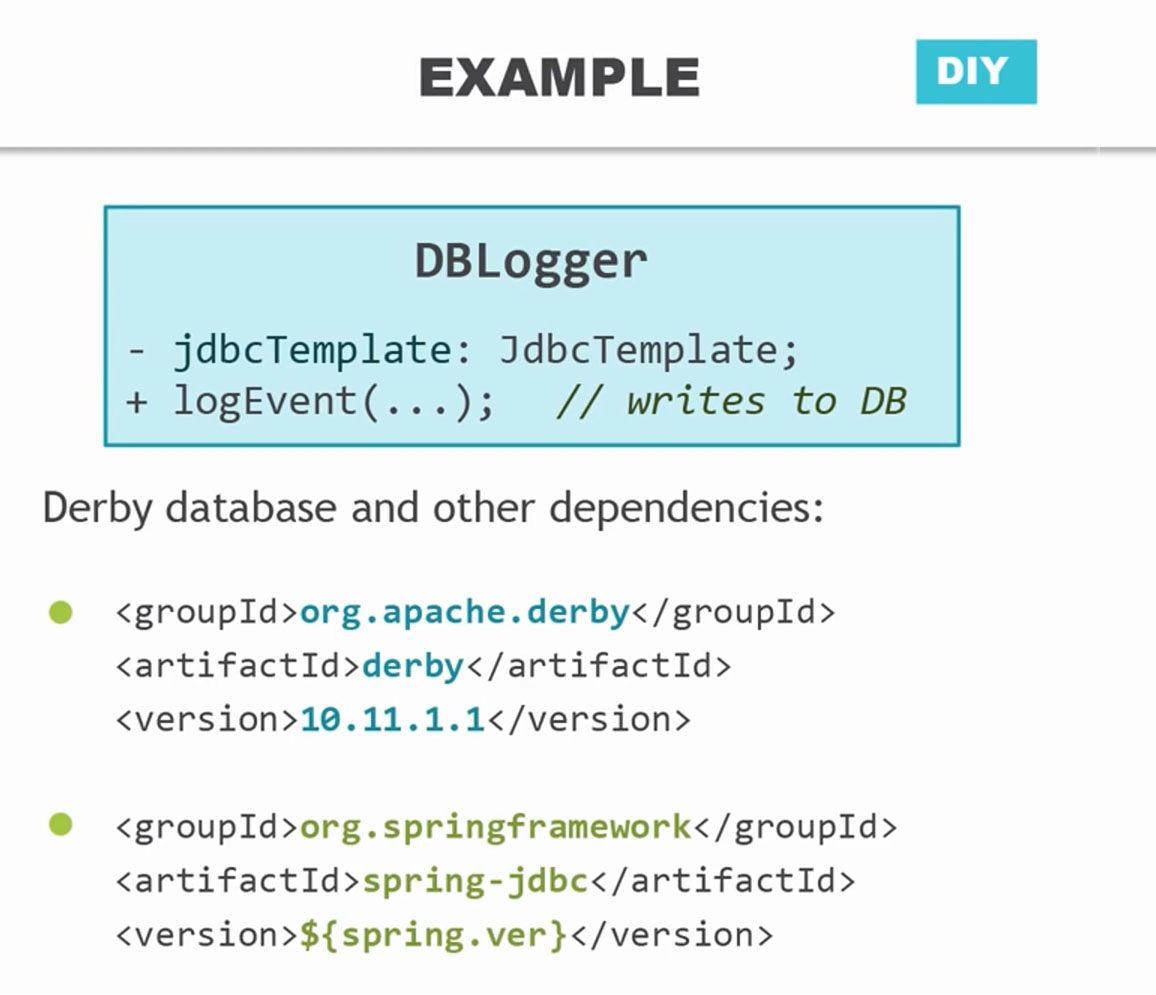 EXAMPLE
DIY
DBLogger
- jdbcTemplate: JdbcTemplate;
+ logEvent(...); // writes to DB
Derby database and other dependencies:
<groupId>org.apache.derby</groupId>
<artifactId>derby</artifactId>
<version>10.11.1.1</version>
<groupId>org.springframework</groupId>
<artifactId>spring-jdbc</artifactId>
<version>${spring.ver}</version>